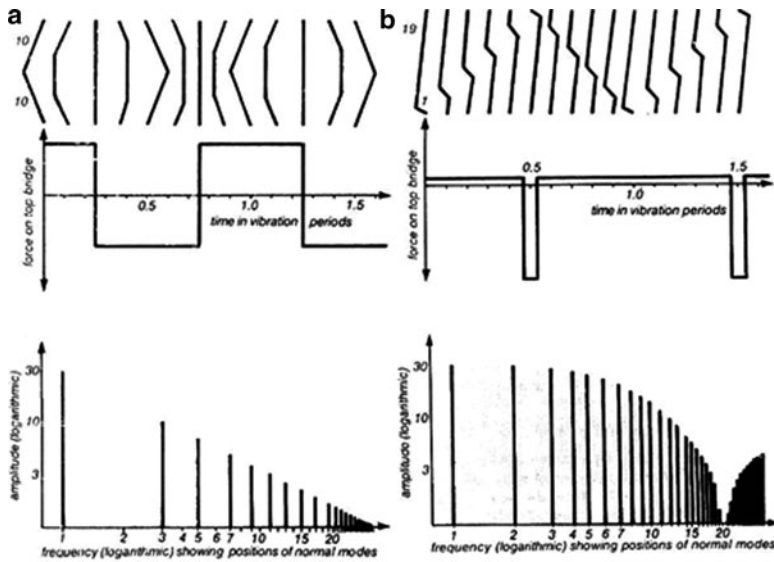 a
10
10
force on top bridge
0.5
1.0
1.5
time in vibration periods
amplitude (logarithmic)
30
10
3
1 2 3 4 5 6 7 10 15 20
frequency (logarithmic) showing positions of normal modes
b
19
1
force on top bridge
0.5
1.5
1.0
time in vibration periods
amplitudo (logarithmic)
30
10
3
1 2 3 4 5 6 7 10 15 20
frequency (logarithmic) showing positions of normal modes